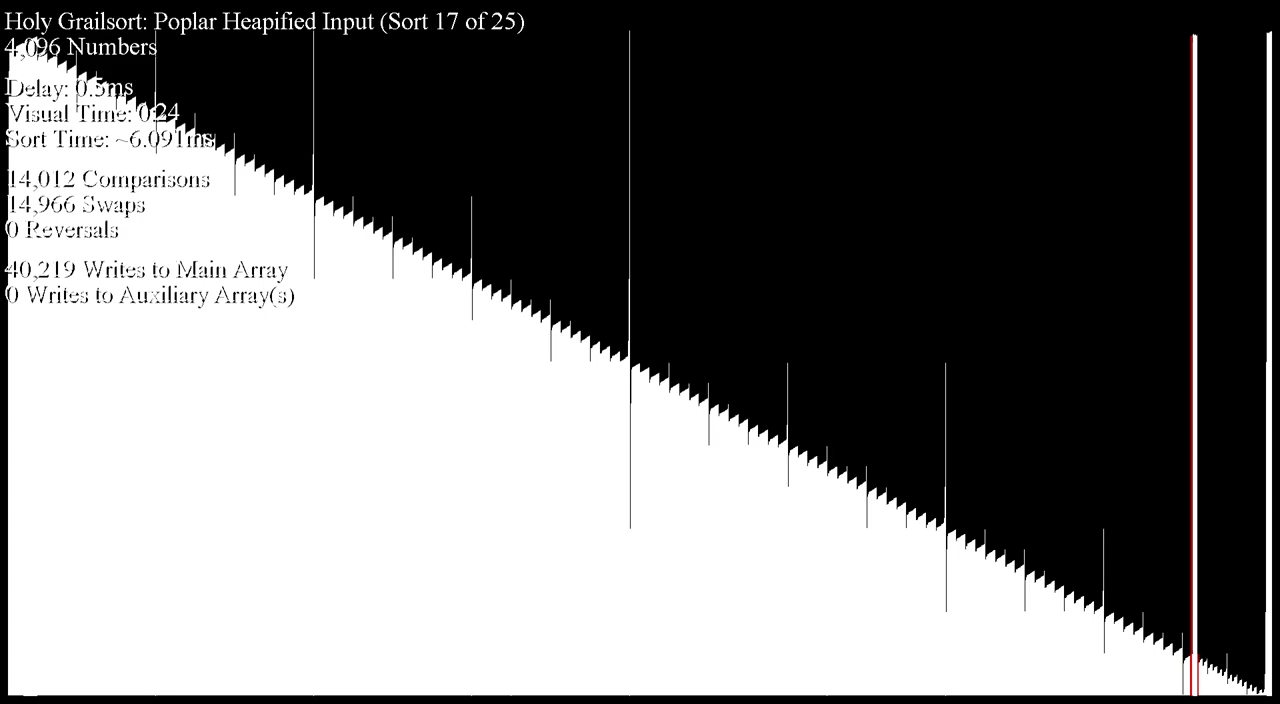 Holy Grailsort: Poplar Heapified Input (Sort 17 of 25)
4,096 Numbers
Delay: 0.5ms
Visual Time: 0:24
Sort Time: ~6.091ms
14,012 Comparisons
14,966 Swaps
0 Reversals
40,219 Writes to Main Array
0 Writes to Auxiliary Array(s)